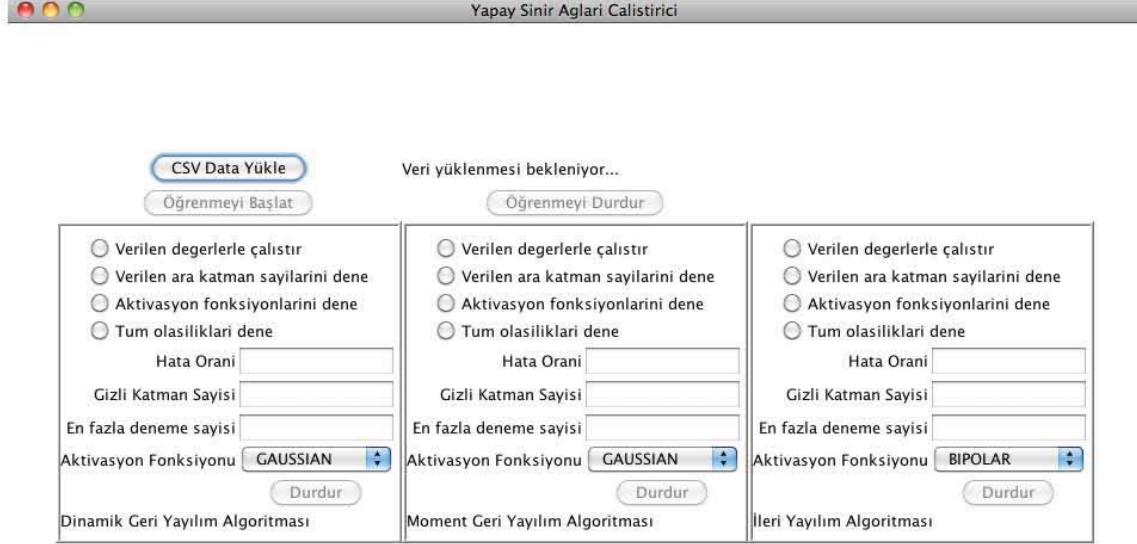 Yapay Sinir Aglari Calistirici
CSV Data Yükle
Veri yüklenmesi bekleniyor...
Öğrenmeyi Başlat
Öğrenmeyi Durdur
Verilen degerlerle çalıstır
Verilen ara katman sayilarini dene
Aktivasyon fonksiyonlarini dene
Tum olasiliklari dene
Hata Orani
Gizli Katman Sayisi
En fazla deneme sayisi
Aktivasyon Fonksiyonu GAUSSIAN
Durdur
Dinamik Geri Yayılım Algoritması
Verilen degerlerle çalıstır
Verilen ara katman sayilarini dene
Aktivasyon fonksiyonlarini dene
Tum olasiliklari dene
Hata Orani
Gizli Katman Sayisi
En fazla deneme sayisi
Aktivasyon Fonksiyonu GAUSSIAN
Durdur
Moment Geri Yayılım Algoritması
Verilen degerlerle çalıstır
Verilen ara katman sayilarini dene
Aktivasyon fonksiyonlarini dene
Tum olasiliklari dene
Hata Orani
Gizli Katman Sayisi
En fazla deneme sayisi
Aktivasyon Fonksiyonu BIPOLAR
Durdur
İleri Yayılım Algoritması